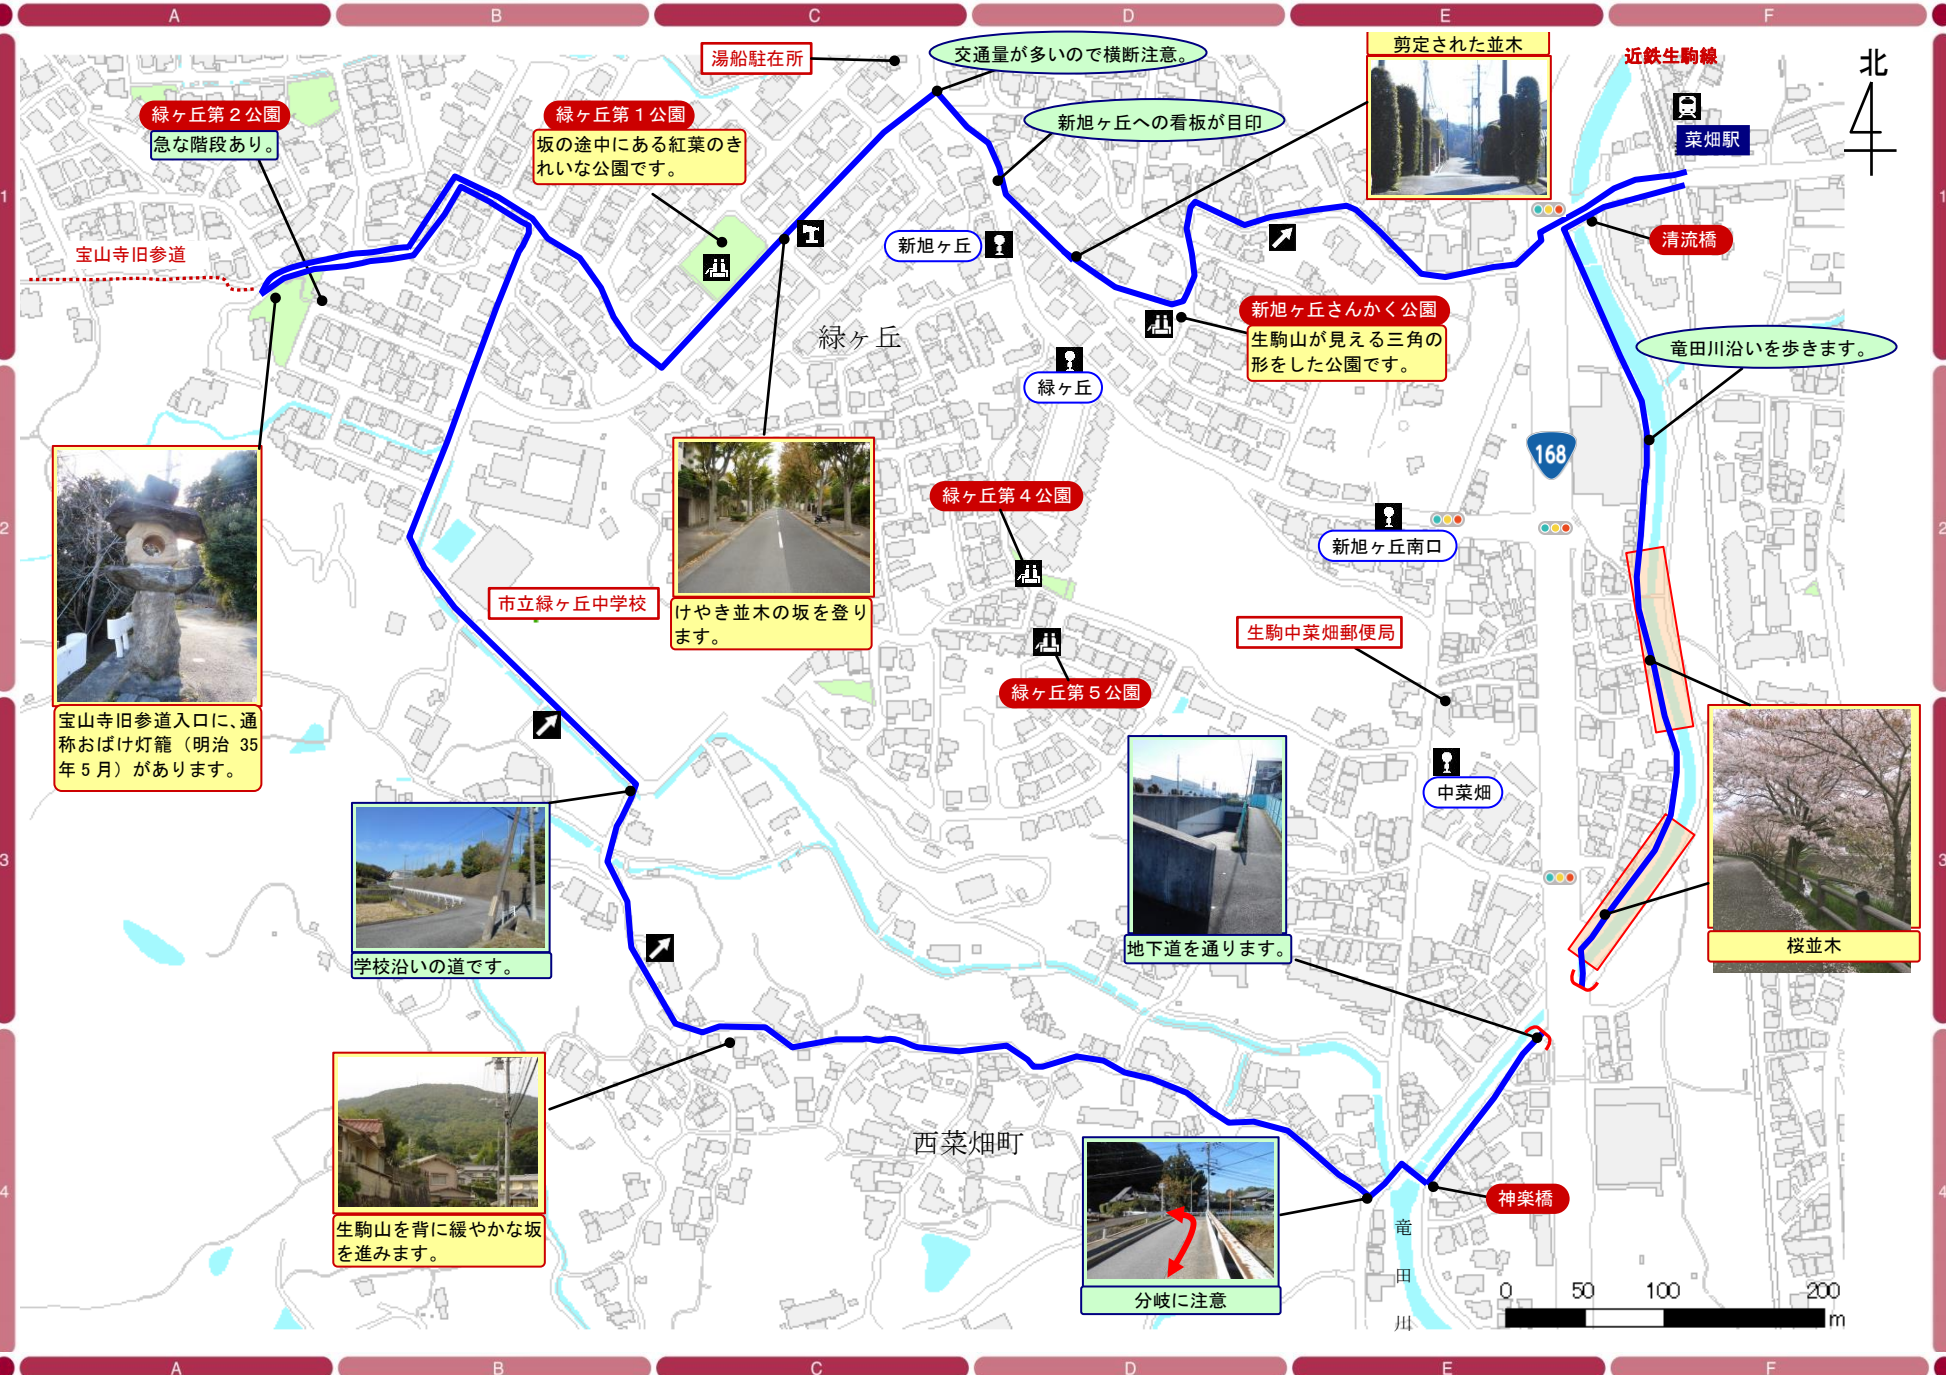 A B C D E F
近鉄生駒線
菜畑駅
北
湯船駐在所
交通量が多いので横断注意。
剪定された並木
緑ヶ丘第2公園
急な階段あり。
緑ヶ丘第1公園
坂の途中にある紅葉のき
れいな公園です。
新旭ヶ丘への看板が目印
1
1
宝山寺旧参道
新旭ヶ丘
清流橋
新旭ヶ丘さんかく公園
生駒山が見える三角の
形をした公園です。
緑ヶ丘
緑ヶ丘
竜田川沿いを歩きます。
168
緑ヶ丘第4公園
2
2
新旭ヶ丘南口
市立緑ヶ丘中学校
けやき並木の坂を登り
ます。
生駒中菜畑郵便局
緑ヶ丘第5公園
宝山寺旧参道入口に、通
称おばけ灯籠（明治 35
年5月）があります。
中菜畑
3
3
学校沿いの道です。
地下道を通ります。
桜並木
西菜畑町
4
4
神楽橋
生駒山を背に緩やかな坂
を進みます。
分岐に注意
竜
田
川
0 50 100 200
m
A B C D E F